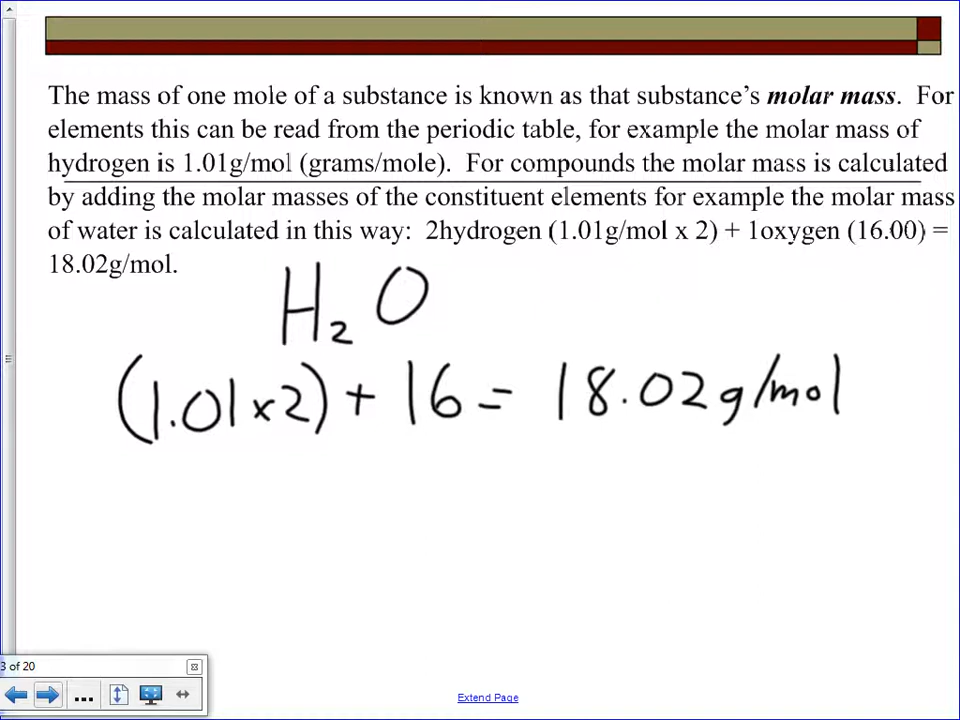 The mass of one mole of a substance is known as that substance’s molar mass. For
elements this can be read from the periodic table, for example the molar mass of
hydrogen is 1.01g/mol (grams/mole). For compounds the molar mass is calculated
by adding the molar masses of the constituent elements for example the molar mass
of water is calculated in this way: 2hydrogen (1.01g/mol x 2) + 1oxygen (16.00) =
18.02g/mol.
H₂O
(1.01×2) + 16 = 18.02g/mol
3 of 20
...
Extend Page